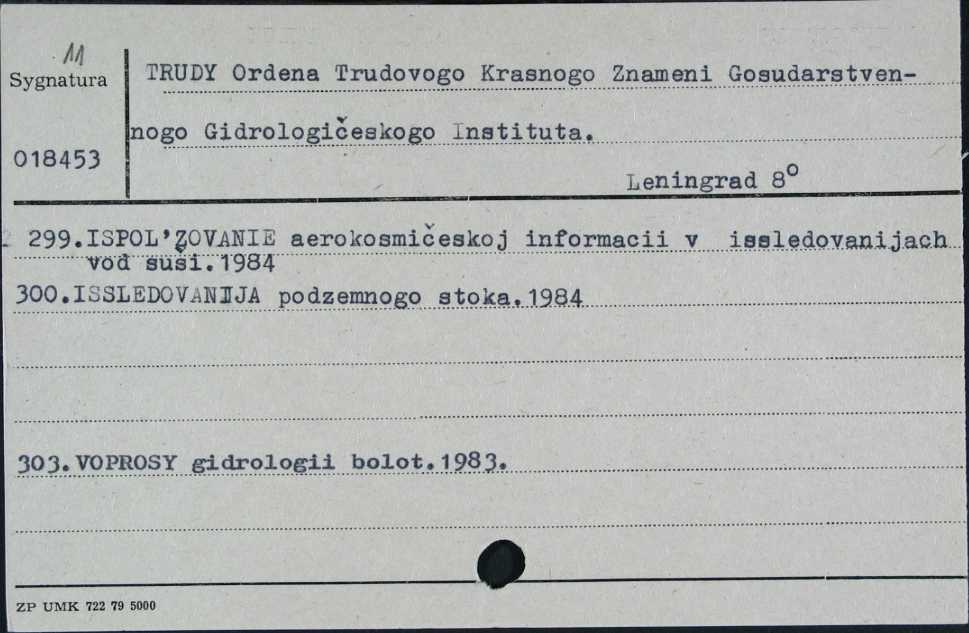 11
Sygnatura
TRUDY Ordena Trudovogo Krasnogo Znameni Gosudarstven-
nogo Gidrologičeskogo Instituta.
018453
Leningrad 8°
299.ISPOL'ZOVANIE aerokosmičeskoj informacii v issledovanijach
vod suši.1984
300.ISSLEDOVANIJA podzemnogo stoka.1984
303.VOPROSY gidrologii bolot.1983.
ZP UMK 722 79 5000